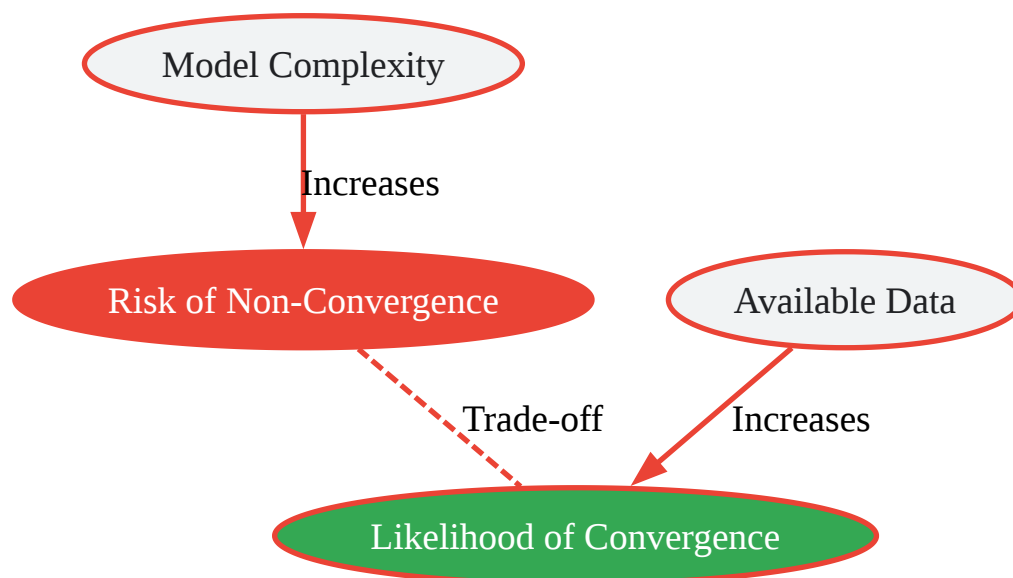 Model Complexity
Increases
Risk of Non-Convergence
Available Data
Trade-off
Increases
Likelihood of Convergence